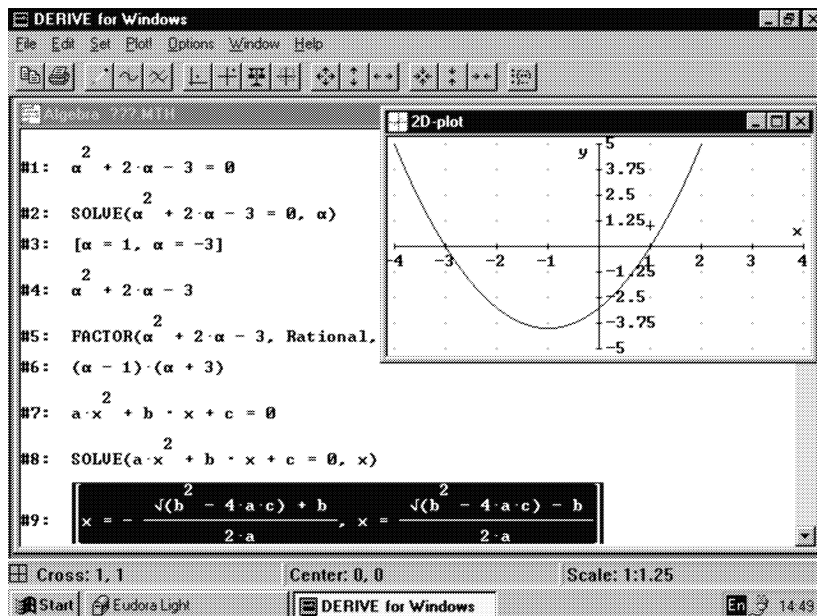 DERIVE for Windows
File Edit Set Plot! Options Window Help
Algebra ???.MTH
#1: α² + 2·α − 3 = 0
#2: SOLVE(α² + 2·α − 3 = 0, α)
#3: [α = 1, α = −3]
#4: α² + 2·α − 3
#5: FACTOR(α² + 2·α − 3, Rational,
#6: (α − 1)·(α + 3)
#7: a·x² + b · x + c = 0
#8: SOLVE(a·x² + b · x + c = 0, x)
#9: [x = − (√(b² − 4·a·c) + b)/(2·a), x = (√(b² − 4·a·c) − b)/(2·a)]
2D-plot
y 5
3.75
2.5
1.25
x
-4 -3 -2 -1 1 2 3 4
-1.25
-2.5
-3.75
-5
Cross: 1, 1 Center: 0, 0 Scale: 1:1.25
Start Eudora Light DERIVE for Windows En 14:49